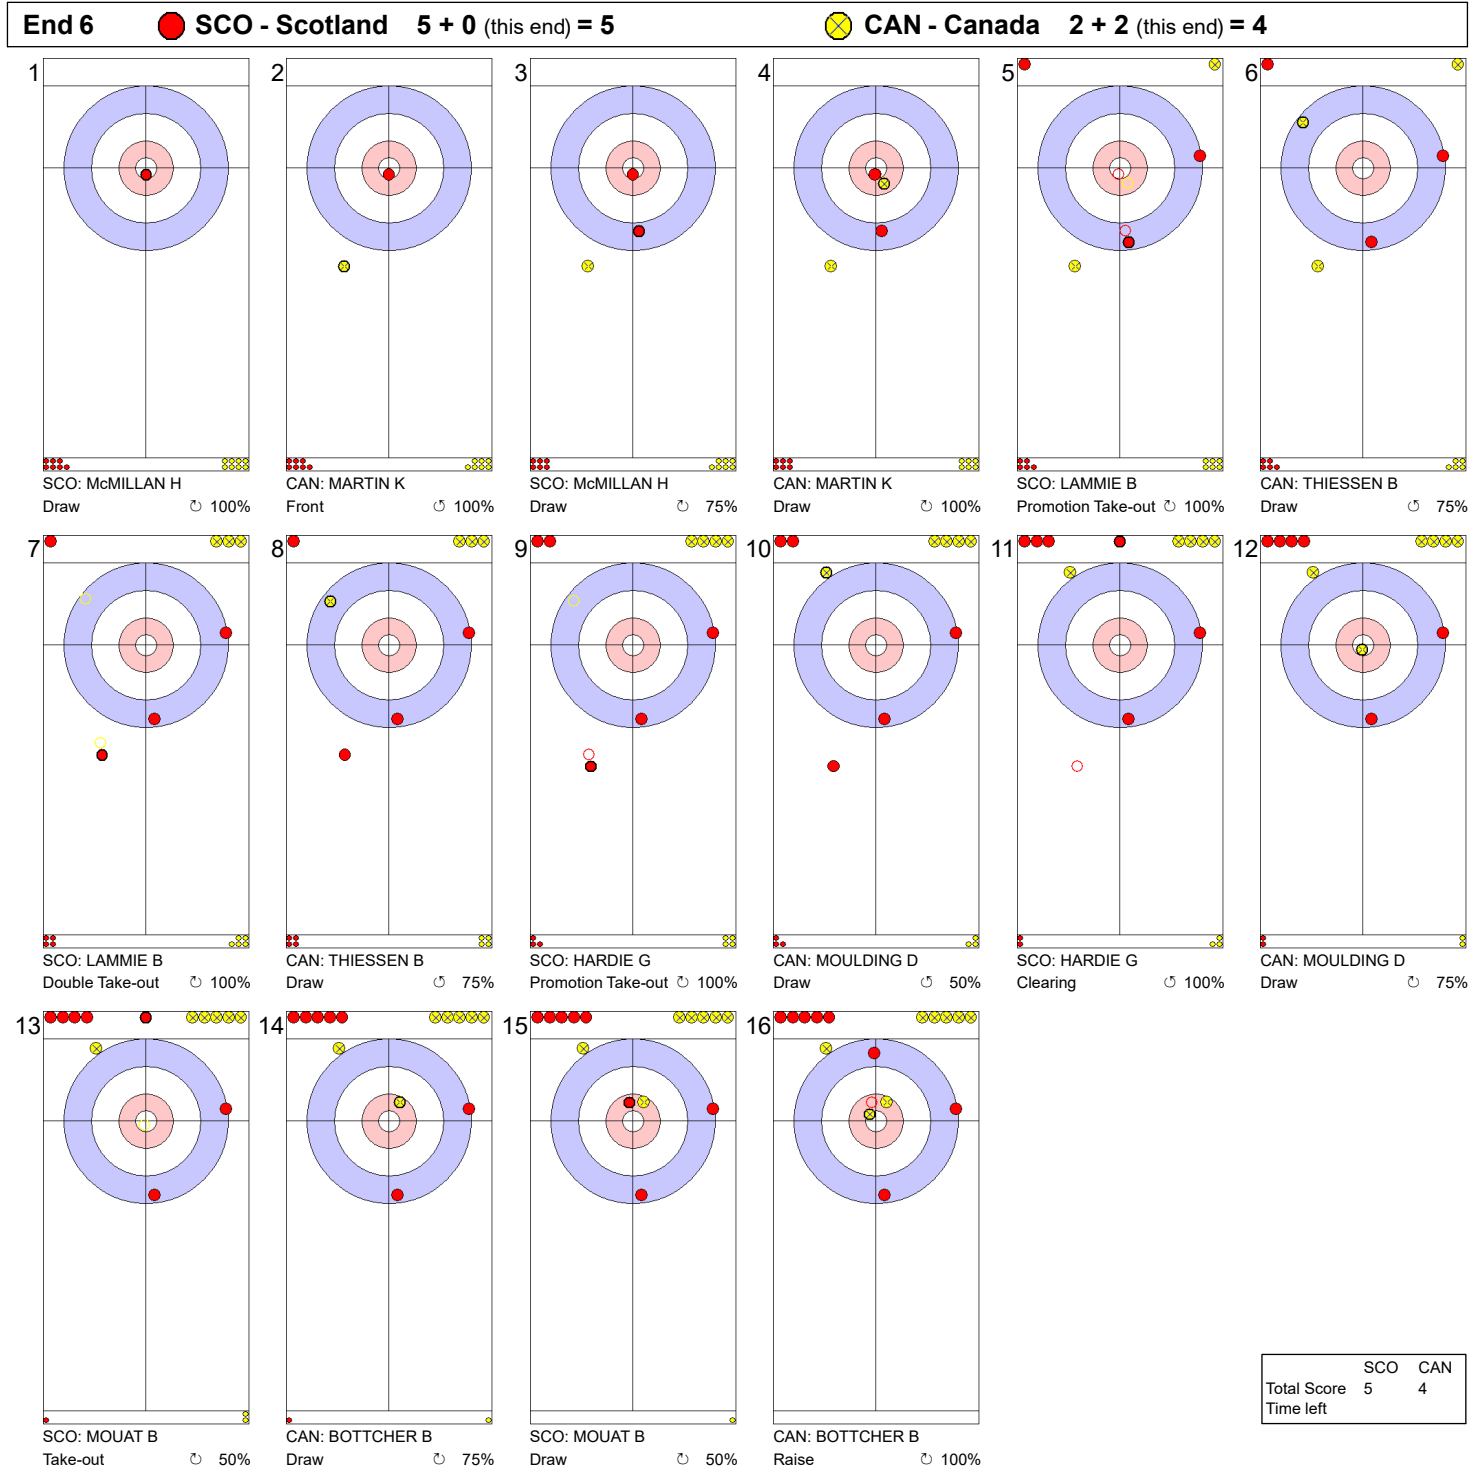 End 6 SCO - Scotland 5 + 0 (this end) = 5 CAN - Canada 2 + 2 (this end) = 4
1 2 3 4 5 6
SCO: McMILLAN H CAN: MARTIN K SCO: McMILLAN H CAN: MARTIN K SCO: LAMMIE B CAN: THIESSEN B
Draw ↻ 100% Front ↺ 100% Draw ↺ 75% Draw ↻ 100% Promotion Take-out ↻ 100% Draw ↺ 75%
7 8 9 10 11 12
SCO: LAMMIE B CAN: THIESSEN B SCO: HARDIE G CAN: MOULDING D SCO: HARDIE G CAN: MOULDING D
Double Take-out ↻ 100% Draw ↺ 75% Promotion Take-out ↻ 100% Draw ↺ 50% Clearing ↻ 100% Draw ↻ 75%
13 14 15 16
SCO: MOUAT B CAN: BOTTCHER B SCO: MOUAT B CAN: BOTTCHER B
Take-out ↻ 50% Draw ↻ 75% Draw ↻ 50% Raise ↻ 100%
SCO CAN
Total Score 5 4
Time left